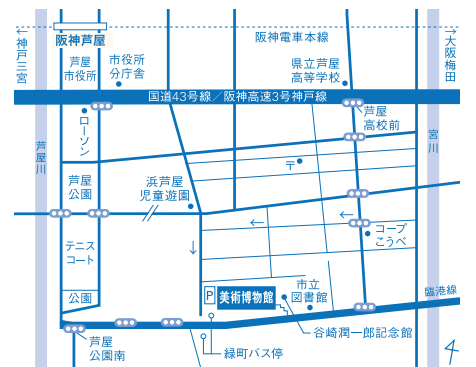 ←神戸三宮
阪神芦屋
芦屋
市役所
市役所
分庁舎
阪神電車本線
県立芦屋
高等学校
→大阪梅田
国道43号線／阪神高速3号神戸線
ローソン
芦屋
高校前
芦屋川
宮川
〒
芦屋
公園
浜芦屋
児童遊園
←
←
コープ
こうべ
テニス
コート
→
公園
P
美術博物館
市立
図書館
臨港線
谷崎潤一郎記念館
芦屋
公園南
緑町バス停
4